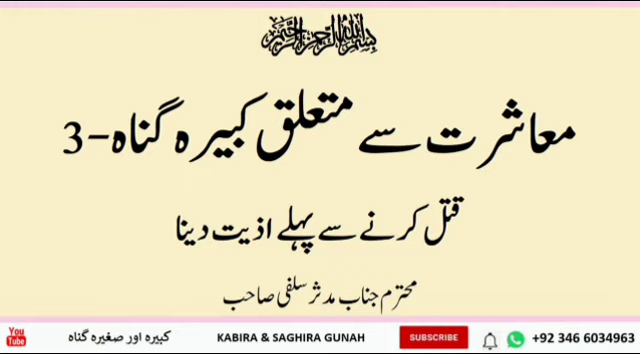 بسم اللہ الرحمن الرحیم
معاشرت سے متعلق کبیرہ گناہ-3
قتل کرنے سے پہلے اذیت دینا
محترم جناب مدثر سلفی صاحب
You Tube کبیرہ اور صغیرہ گناہ KABIRA & SAGHIRA GUNAH SUBSCRIBE +92 346 6034963